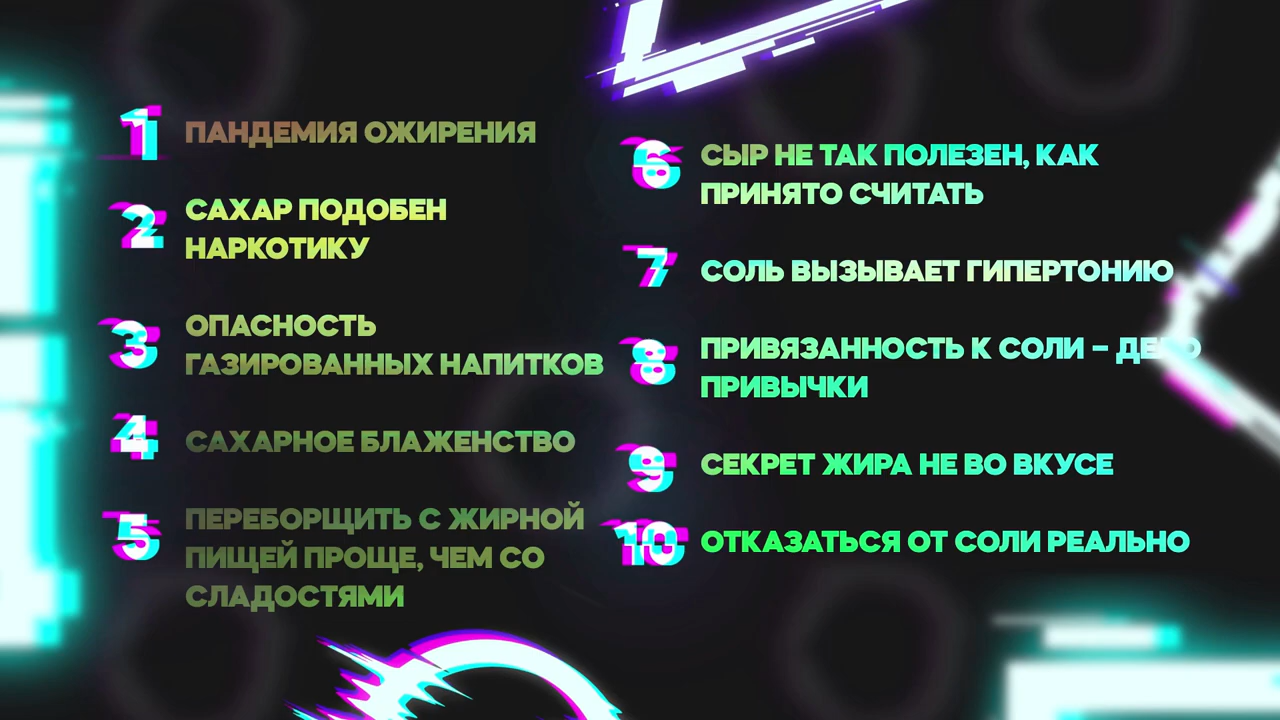 1 ПАНДЕМИЯ ОЖИРЕНИЯ
2 САХАР ПОДОБЕН
НАРКОТИКУ
3 ОПАСНОСТЬ
ГАЗИРОВАННЫХ НАПИТКОВ
4 САХАРНОЕ БЛАЖЕНСТВО
5 ПЕРЕБОРЩИТЬ С ЖИРНОЙ
ПИЩЕЙ ПРОЩЕ, ЧЕМ СО
СЛАДОСТЯМИ
6 СЫР НЕ ТАК ПОЛЕЗЕН, КАК
ПРИНЯТО СЧИТАТЬ
7 СОЛЬ ВЫЗЫВАЕТ ГИПЕРТОНИЮ
8 ПРИВЯЗАННОСТЬ К СОЛИ – ДЕЛО
ПРИВЫЧКИ
9 СЕКРЕТ ЖИРА НЕ ВО ВКУСЕ
10 ОТКАЗАТЬСЯ ОТ СОЛИ РЕАЛЬНО